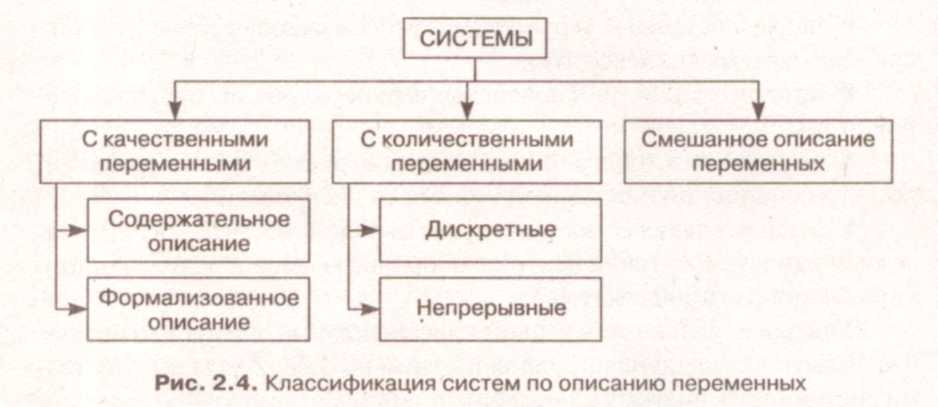 СИСТЕМЫ
С качественными
переменными
С количественными
переменными
Смешанное описание
переменных
Содержательное
описание
Дискретные
Формализованное
описание
Непрерывные
Рис. 2.4. Классификация систем по описанию переменных